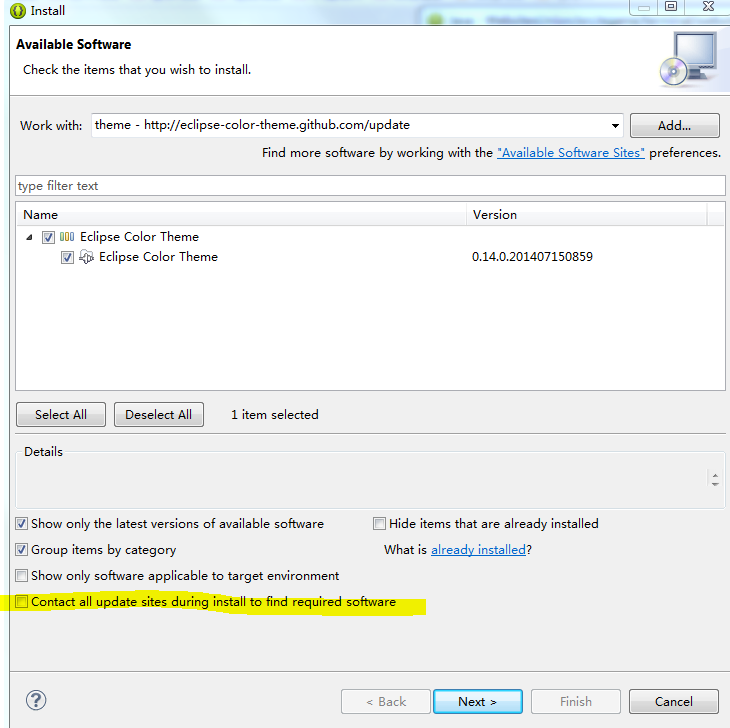 Install
Available Software
Check the items that you wish to install.
Work with: theme - http://eclipse-color-theme.github.com/update Add...
Find more software by working with the "Available Software Sites" preferences.
type filter text
Name Version
Eclipse Color Theme
Eclipse Color Theme 0.14.0.201407150859
Select All Deselect All 1 item selected
Details
Show only the latest versions of available software Hide items that are already installed
Group items by category What is already installed?
Show only software applicable to target environment
Contact all update sites during install to find required software
? < Back Next > Finish Cancel